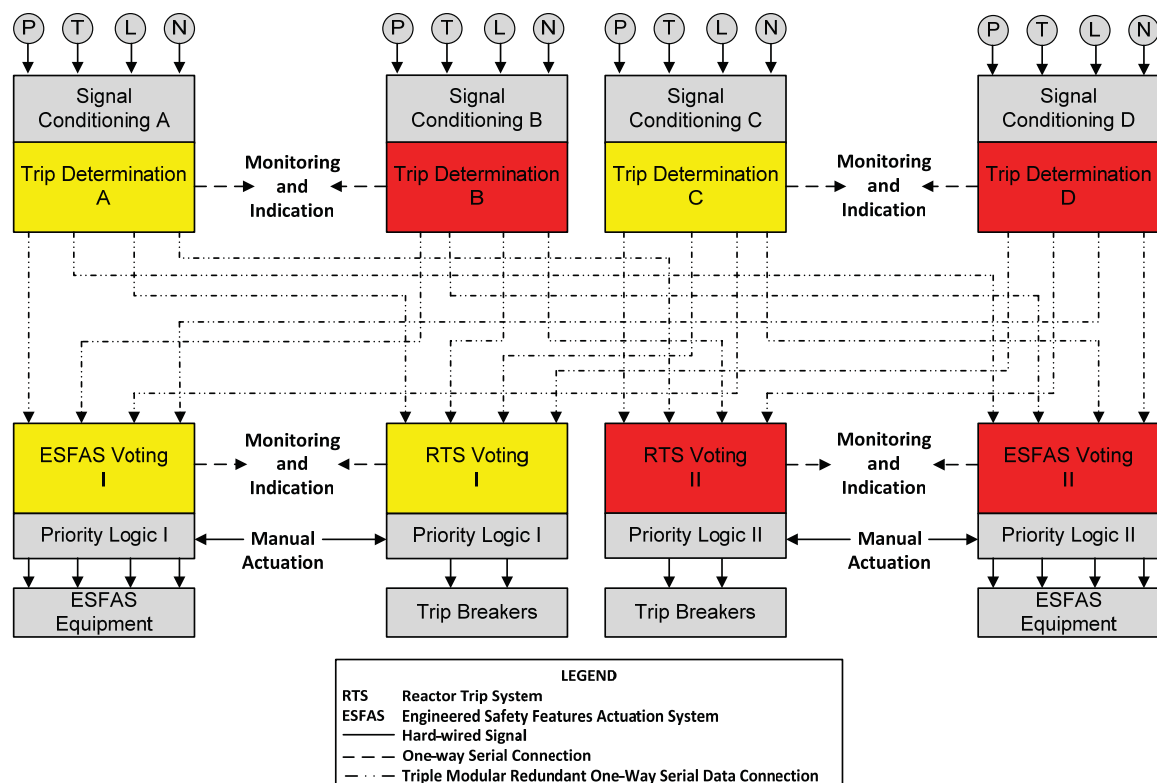 P T L N
P T L N
P T L N
P T L N
Signal
Conditioning A
Signal
Conditioning B
Signal
Conditioning C
Signal
Conditioning D
Trip Determination
A
Monitoring
and
Indication
Trip Determination
B
Trip Determination
C
Monitoring
and
Indication
Trip Determination
D
ESFAS Voting
I
Monitoring
and
Indication
RTS Voting
I
RTS Voting
II
Monitoring
and
Indication
ESFAS Voting
II
Priority Logic I
Manual
Actuation
Priority Logic I
Priority Logic II
Manual
Actuation
Priority Logic II
ESFAS
Equipment
Trip Breakers
Trip Breakers
ESFAS
Equipment
LEGEND
RTS Reactor Trip System
ESFAS Engineered Safety Features Actuation System
Hard-wired Signal
One-way Serial Connection
Triple Modular Redundant One-Way Serial Data Connection